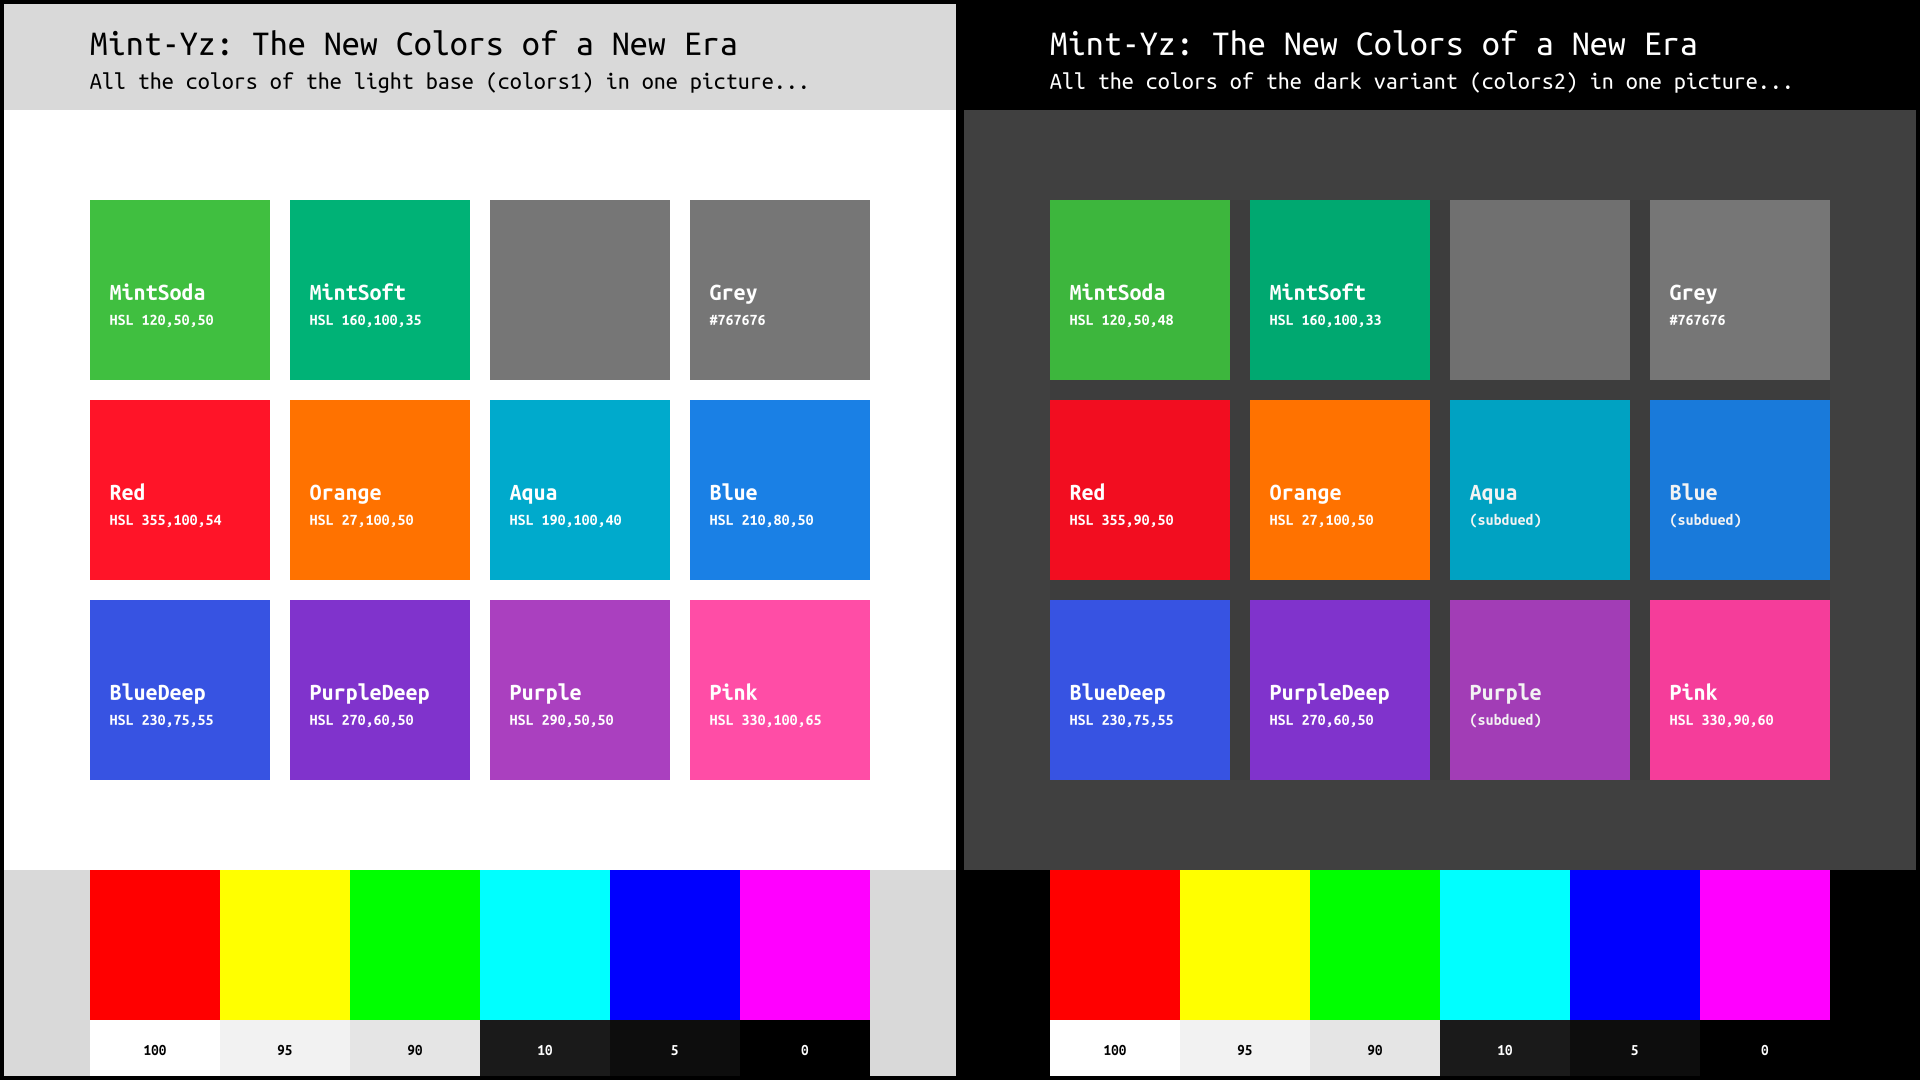 Mint-Yz: The New Colors of a New Era
All the colors of the light base (colors1) in one picture...
MintSoda
HSL 120,50,50
MintSoft
HSL 160,100,35
Grey
#767676
Red
HSL 355,100,54
Orange
HSL 27,100,50
Aqua
HSL 190,100,40
Blue
HSL 210,80,50
BlueDeep
HSL 230,75,55
PurpleDeep
HSL 270,60,50
Purple
HSL 290,50,50
Pink
HSL 330,100,65
100
95
90
10
5
0
Mint-Yz: The New Colors of a New Era
All the colors of the dark variant (colors2) in one picture...
MintSoda
HSL 120,50,48
MintSoft
HSL 160,100,33
Grey
#767676
Red
HSL 355,90,50
Orange
HSL 27,100,50
Aqua
(subdued)
Blue
(subdued)
BlueDeep
HSL 230,75,55
PurpleDeep
HSL 270,60,50
Purple
(subdued)
Pink
HSL 330,90,60
100
95
90
10
5
0